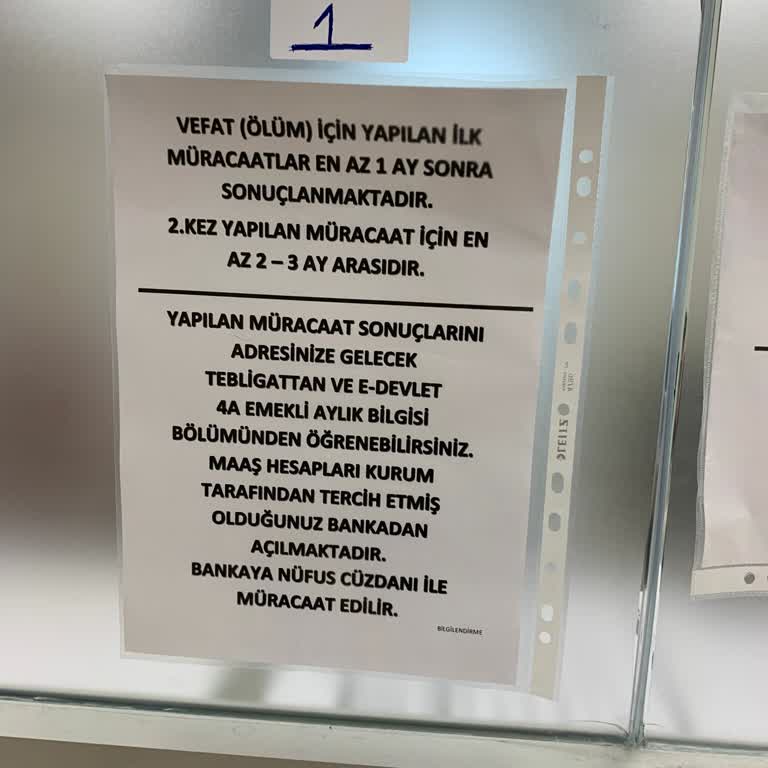 1
VEFAT (ÖLÜM) İÇİN YAPILAN İLK
MÜRACAATLAR EN AZ 1 AY SONRA
SONUÇLANMAKTADIR.
2.KEZ YAPILAN MÜRACAAT İÇİN EN
AZ 2 – 3 AY ARASIDIR.
YAPILAN MÜRACAAT SONUÇLARINI
ADRESİNİZE GELECEK
TEBLİGATTAN VE E-DEVLET
4A EMEKLİ AYLIK BİLGİSİ
BÖLÜMÜNDEN ÖĞRENEBİLİRSİNİZ.
MAAŞ HESAPLARI KURUM
TARAFINDAN TERCİH ETMİŞ
OLDUĞUNUZ BANKADAN
AÇILMAKTADIR.
BANKAYA NÜFUS CÜZDANI İLE
MÜRACAAT EDİLİR.
BİLGİLENDİRME
LEITZ